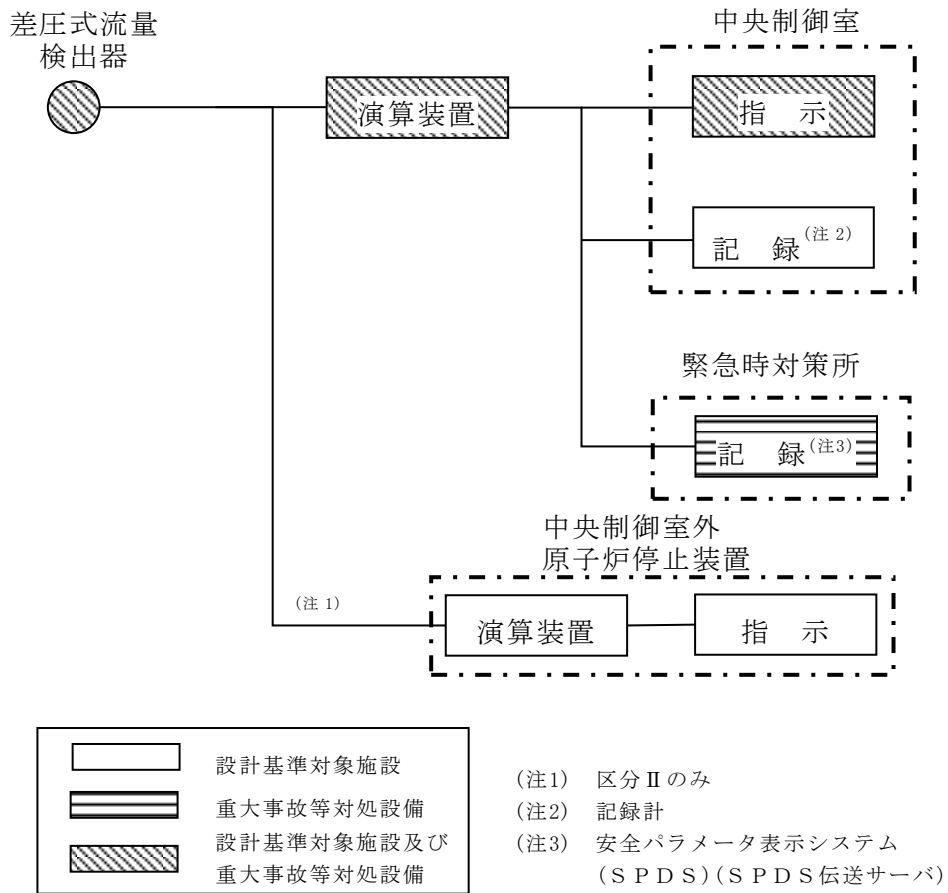 差圧式流量
検出器
中央制御室
演算装置
指 示
記 録(注 2)
緊急時対策所
記 録(注3)
中央制御室外
原子炉停止装置
(注 1)
演算装置
指 示
設計基準対象施設
重大事故等対処設備
設計基準対象施設及び
重大事故等対処設備
(注1) 区分Ⅱのみ
(注2) 記録計
(注3) 安全パラメータ表示システム
(ＳＰＤＳ)(ＳＰＤＳ伝送サーバ)